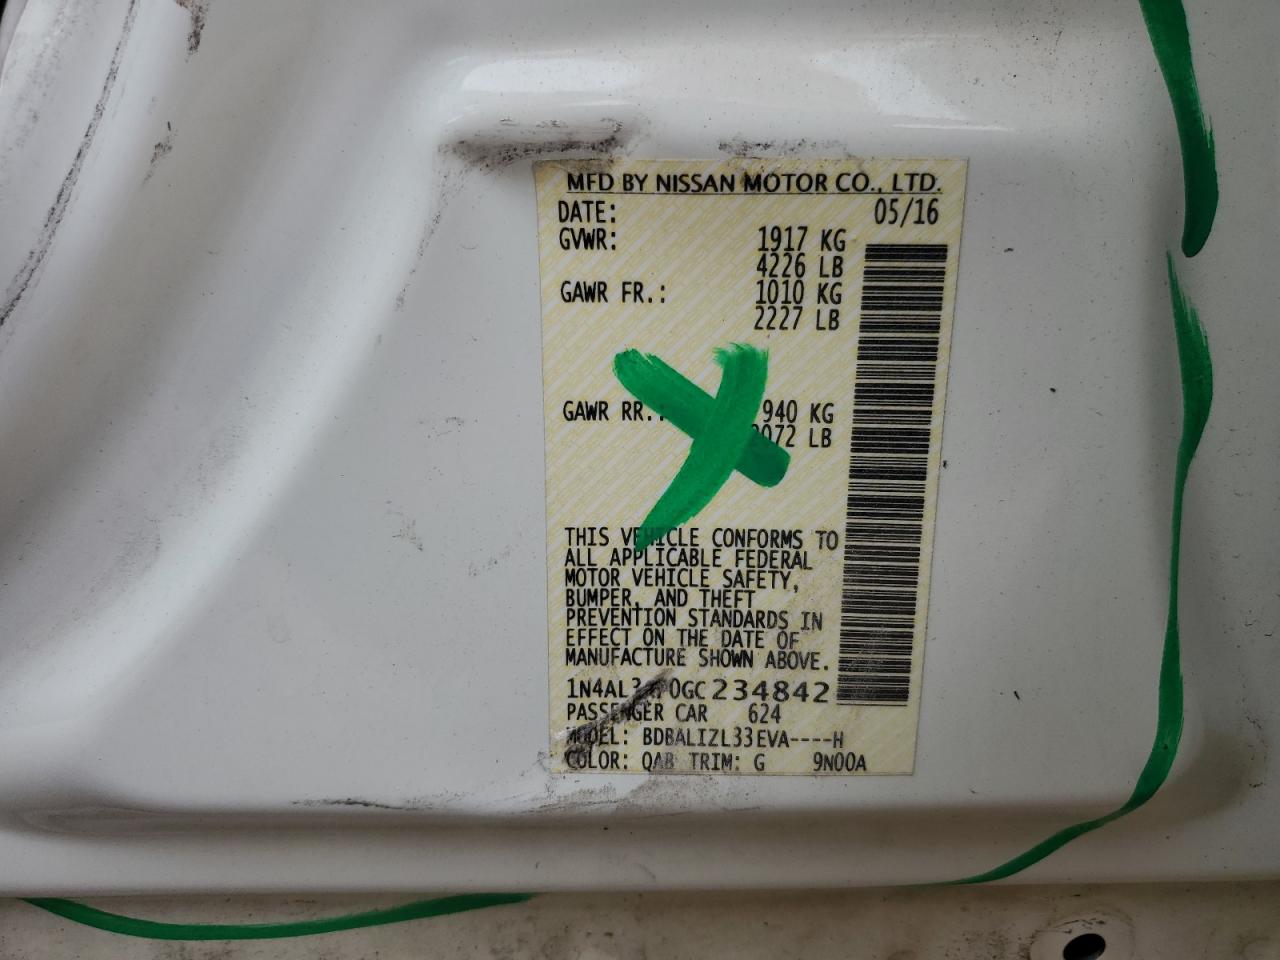 MFD BY NISSAN MOTOR CO., LTD.
DATE: 05/16
GVWR: 1917 KG
4226 LB
GAWR FR.: 1010 KG
2227 LB
GAWR RR.: 940 KG
LB
THIS VEHICLE CONFORMS TO
ALL APPLICABLE FEDERAL
MOTOR VEHICLE SAFETY,
BUMPER, AND THEFT
PREVENTION STANDARDS IN
EFFECT ON THE DATE OF
MANUFACTURE SHOWN ABOVE.
PASSENGER CAR 624
MODEL: BDBALIZL33EVA----H
COLOR: QAB TRIM: G 9N00A